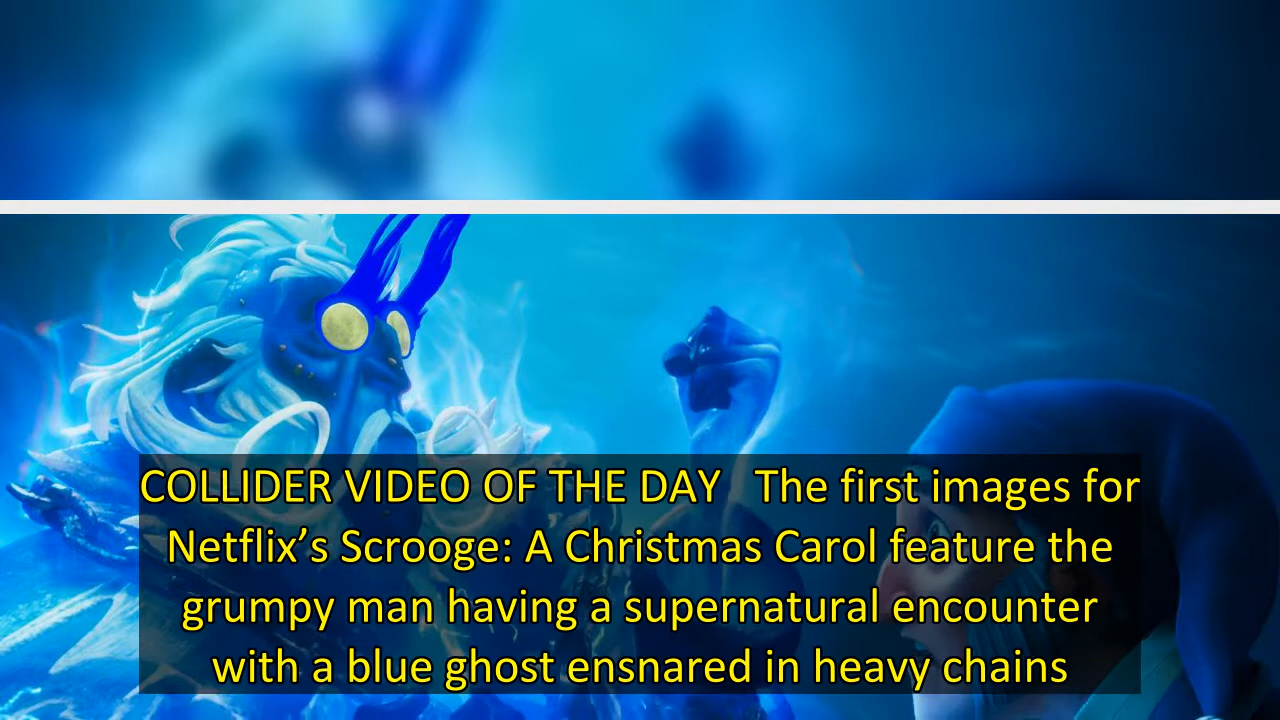 COLLIDER VIDEO OF THE DAY   The first images for
Netflix’s Scrooge: A Christmas Carol feature the
grumpy man having a supernatural encounter
with a blue ghost ensnared in heavy chains